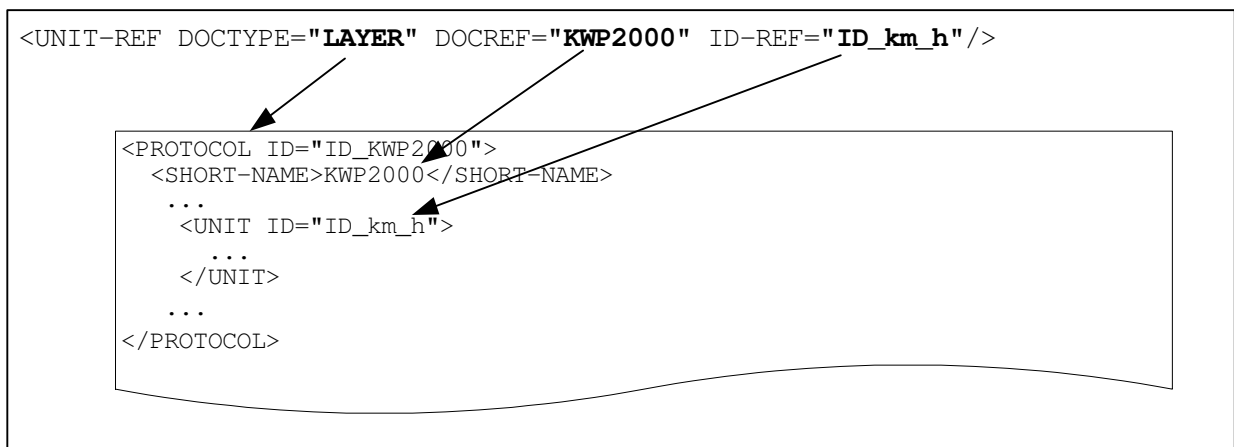 <UNIT-REF DOCTYPE="LAYER" DOCREF="KWP2000" ID-REF="ID_km_h"/>
<PROTOCOL ID="ID_KWP2000">
<SHORT-NAME>KWP2000</SHORT-NAME>
...
<UNIT ID="ID_km_h">
...
</UNIT>
...
</PROTOCOL>